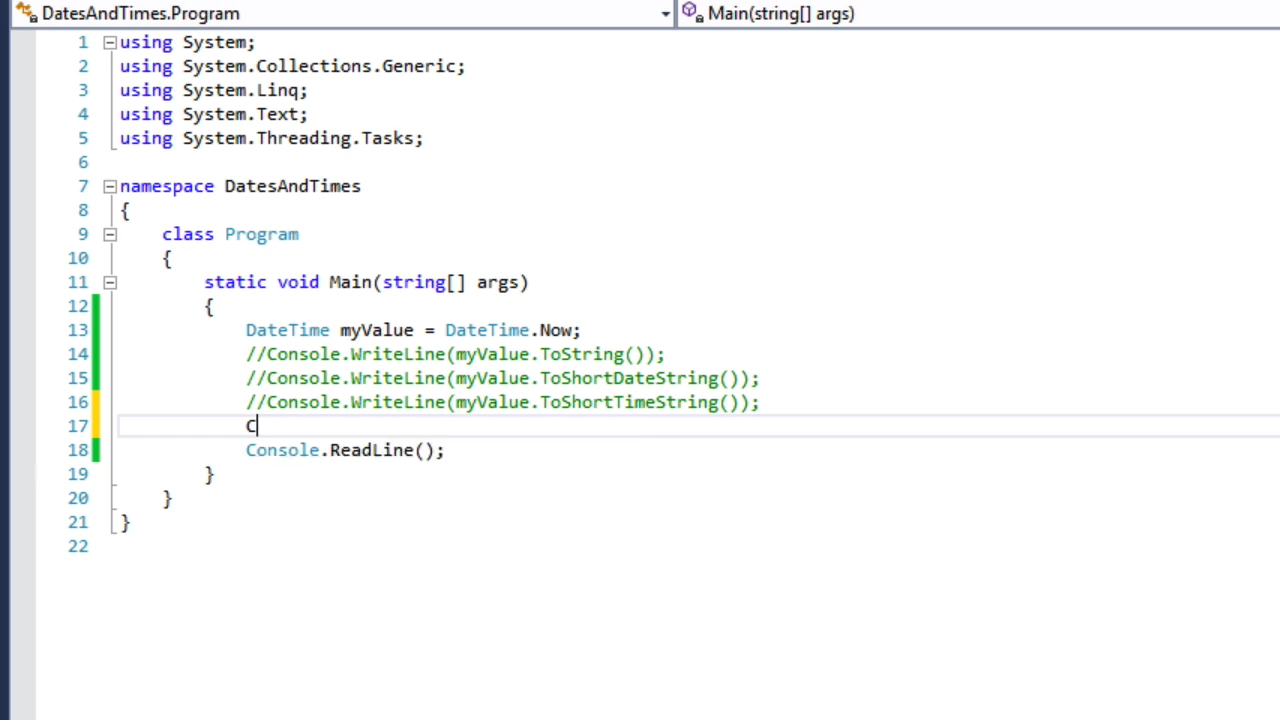 DatesAndTimes.Program Main(string[] args)
1 using System;
2 using System.Collections.Generic;
3 using System.Linq;
4 using System.Text;
5 using System.Threading.Tasks;
6
7 namespace DatesAndTimes
8 {
9 class Program
10 {
11 static void Main(string[] args)
12 {
13 DateTime myValue = DateTime.Now;
14 //Console.WriteLine(myValue.ToString());
15 //Console.WriteLine(myValue.ToShortDateString());
16 //Console.WriteLine(myValue.ToShortTimeString());
17 C
18 Console.ReadLine();
19 }
20 }
21 }
22